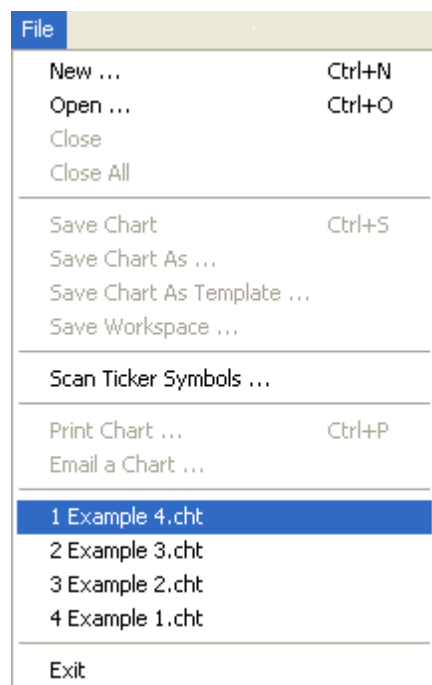 File
New ... Ctrl+N
Open ... Ctrl+O
Close
Close All
Save Chart Ctrl+S
Save Chart As ...
Save Chart As Template ...
Save Workspace ...
Scan Ticker Symbols ...
Print Chart ... Ctrl+P
Email a Chart ...
1 Example 4.cht
2 Example 3.cht
3 Example 2.cht
4 Example 1.cht
Exit